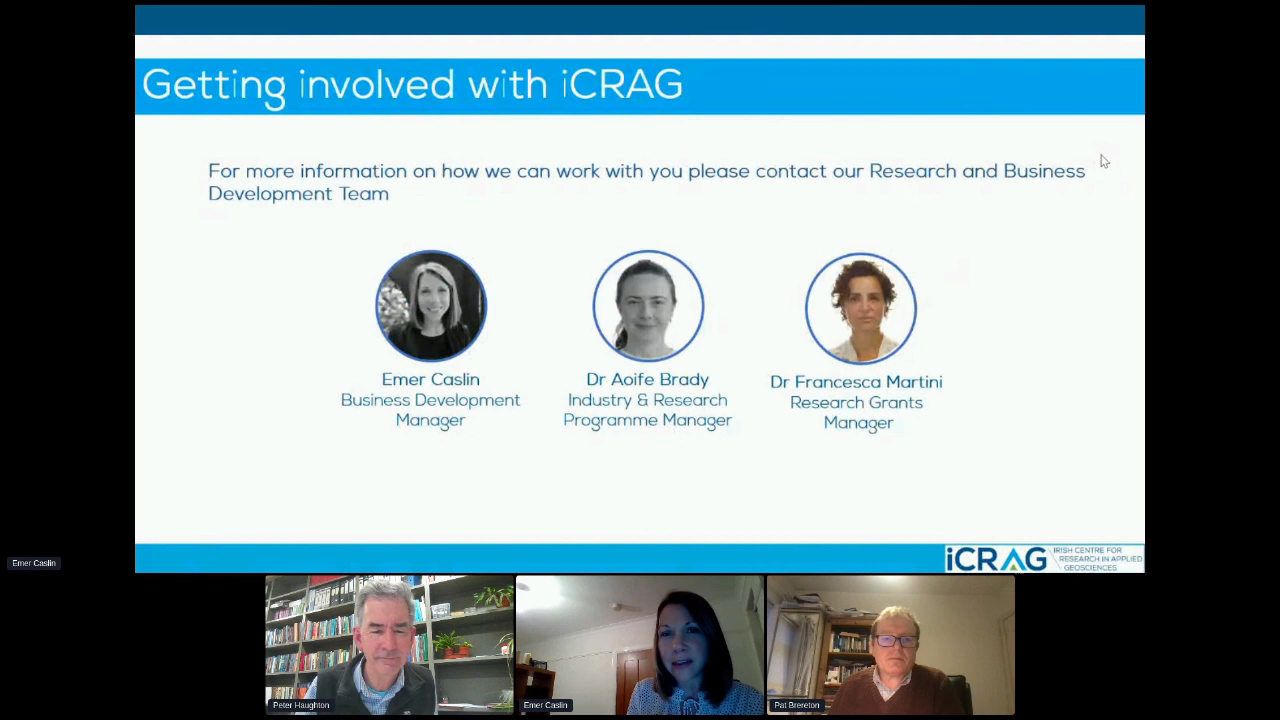 Getting involved with iCRAG
For more information on how we can work with you please contact our Research and Business
Development Team
Emer Caslin
Business Development
Manager
Dr Aoife Brady
Industry & Research
Programme Manager
Dr Francesca Martini
Research Grants
Manager
iCRAG
IRISH CENTRE FOR
RESEARCH IN APPLIED
GEOSCIENCES
Emer Caslin
Peter Haughton
Emer Caslin
Pat Brereton